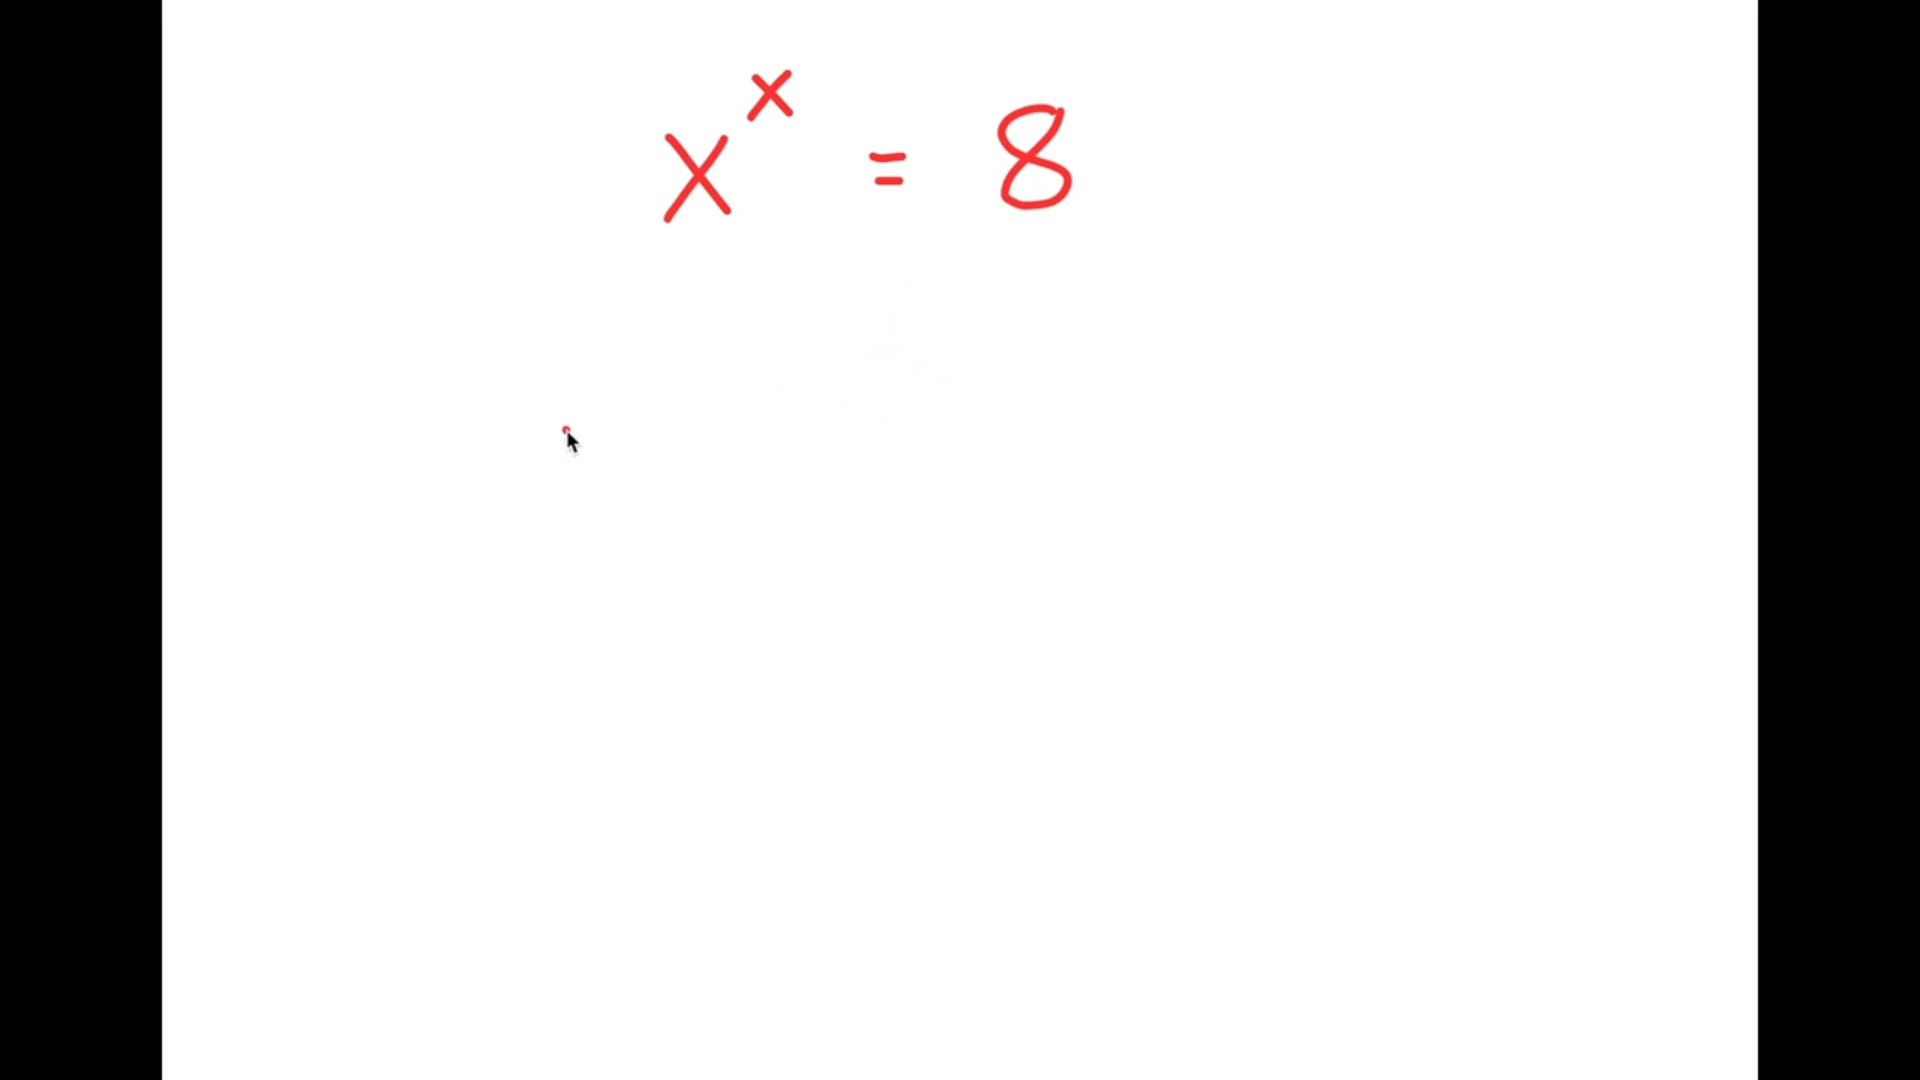 x^x = 8